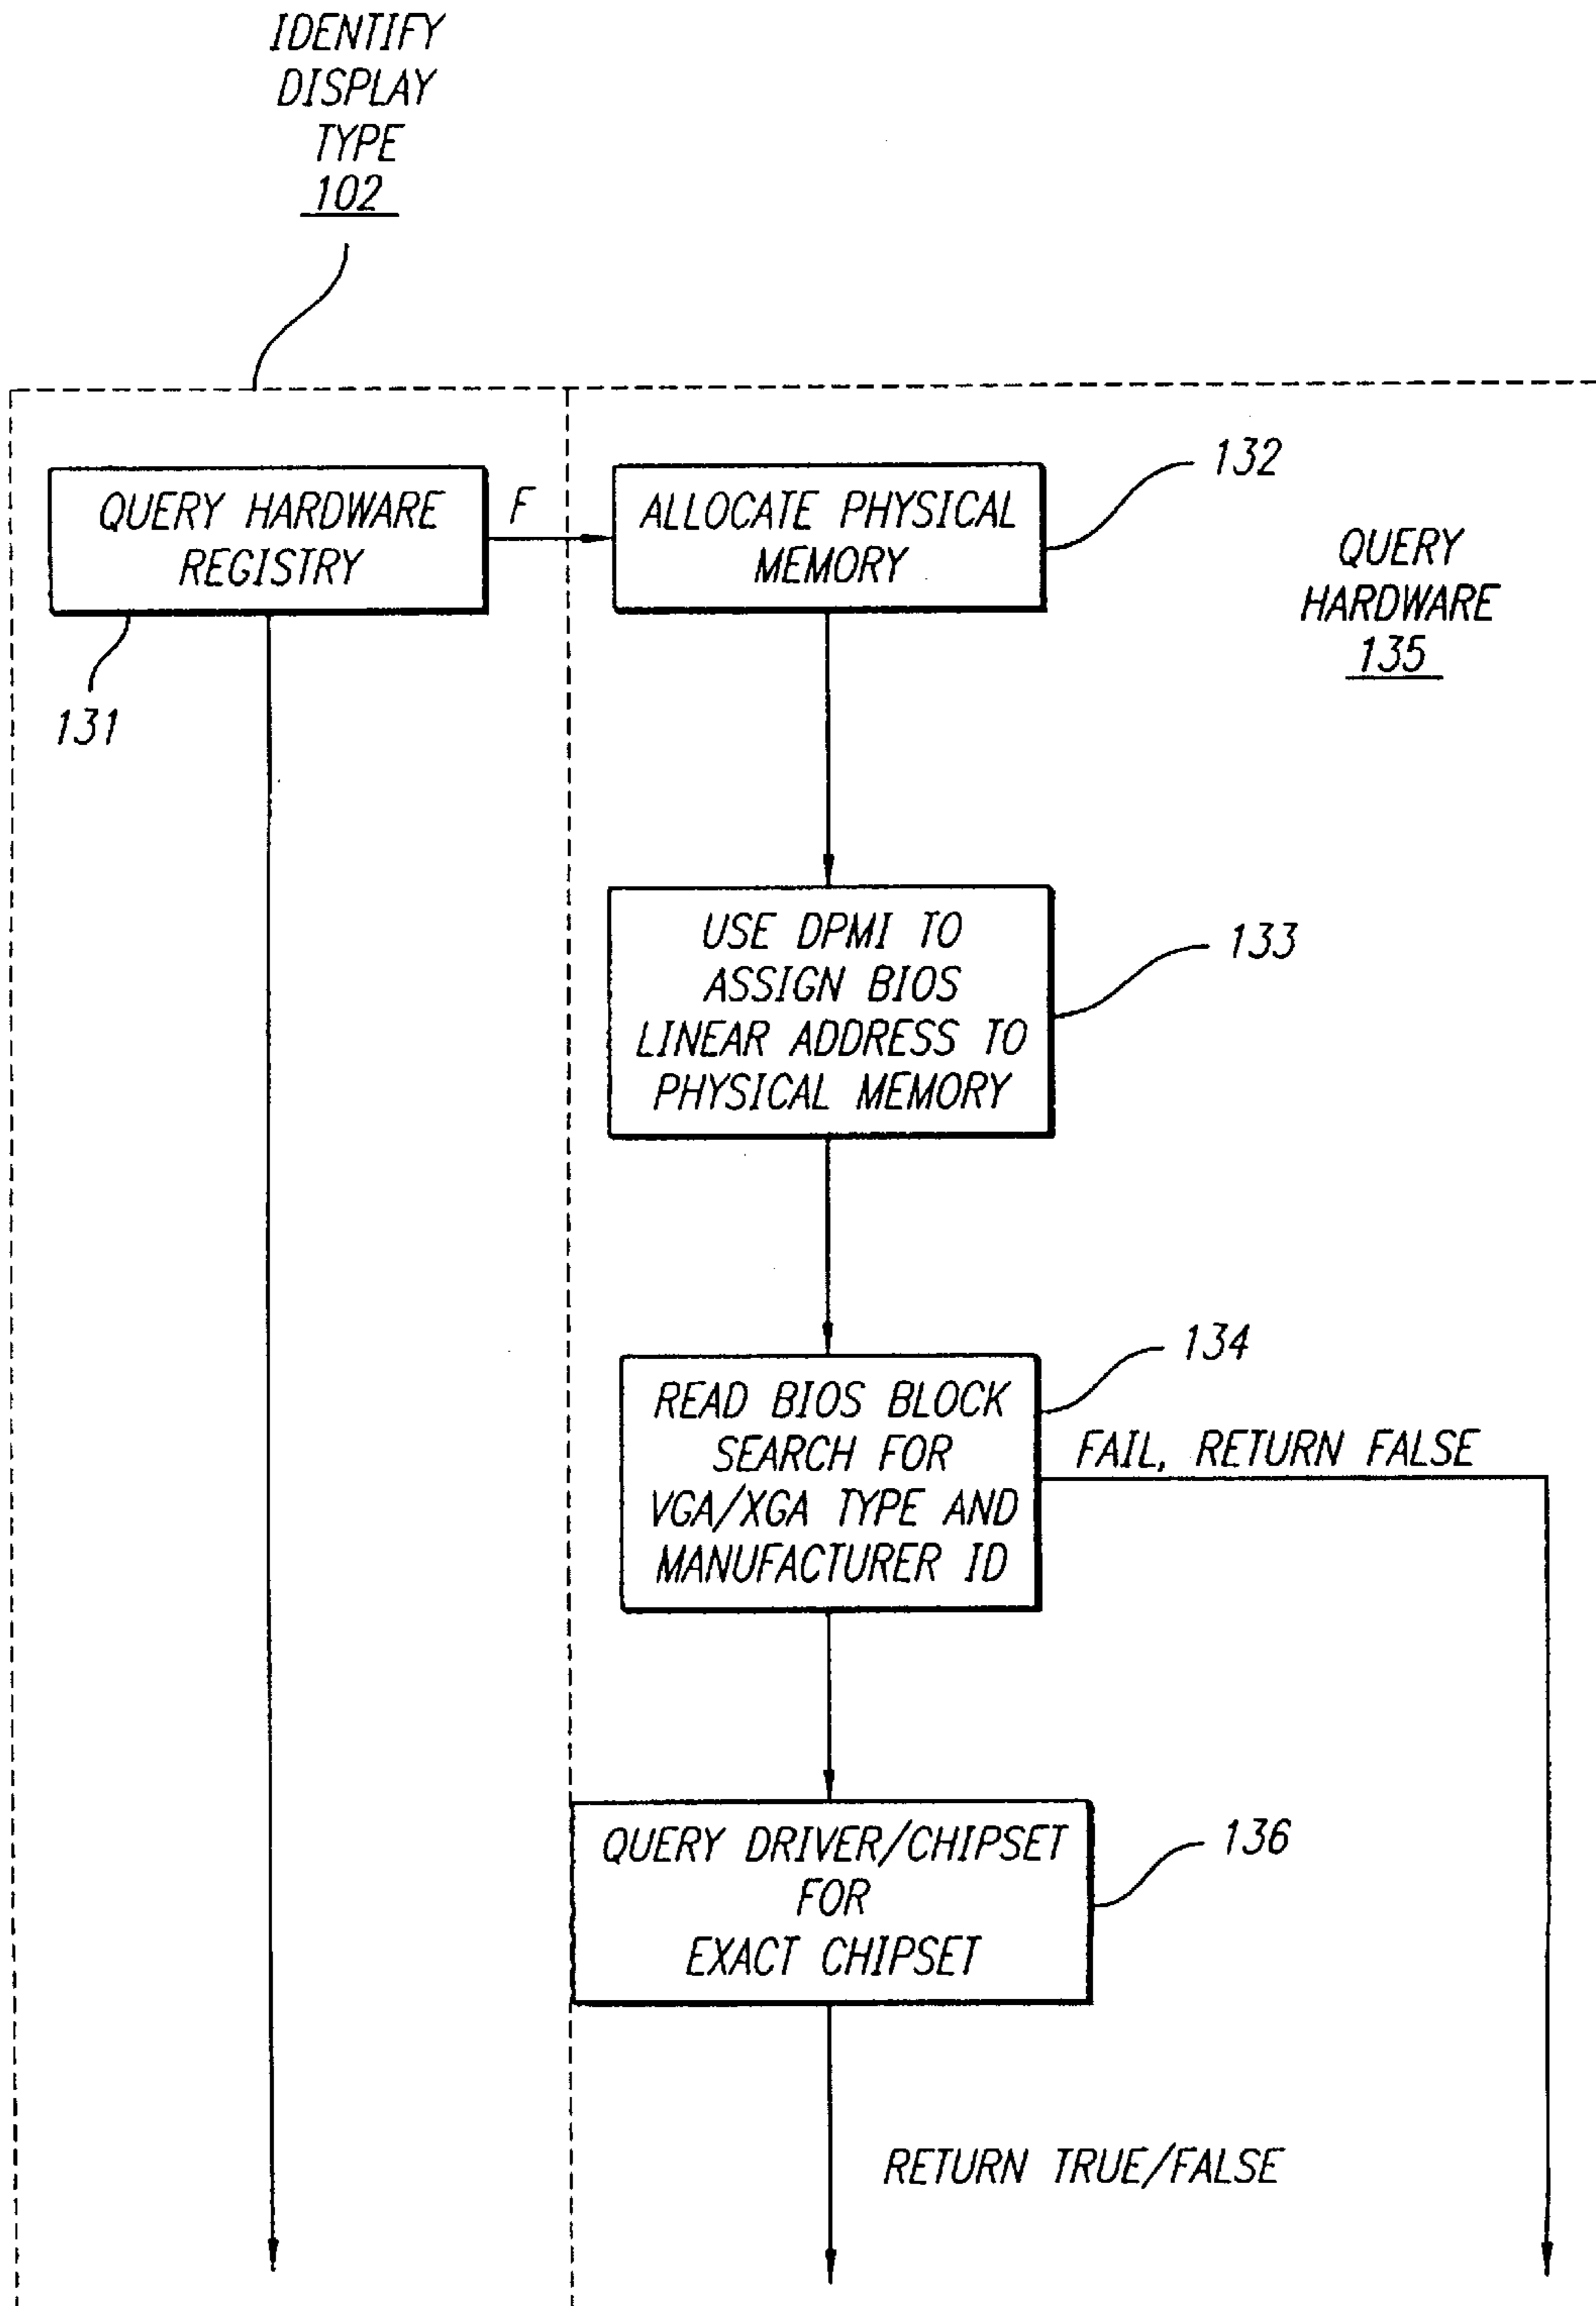 IDENTIFY
DISPLAY
TYPE
102
QUERY HARDWARE
REGISTRY
131
F
ALLOCATE PHYSICAL
MEMORY
132
QUERY
HARDWARE
135
USE DPMI TO
ASSIGN BIOS
LINEAR ADDRESS TO
PHYSICAL MEMORY
133
READ BIOS BLOCK
SEARCH FOR
VGA/XGA TYPE AND
MANUFACTURER ID
134
FAIL, RETURN FALSE
QUERY DRIVER/CHIPSET
FOR
EXACT CHIPSET
136
RETURN TRUE/FALSE